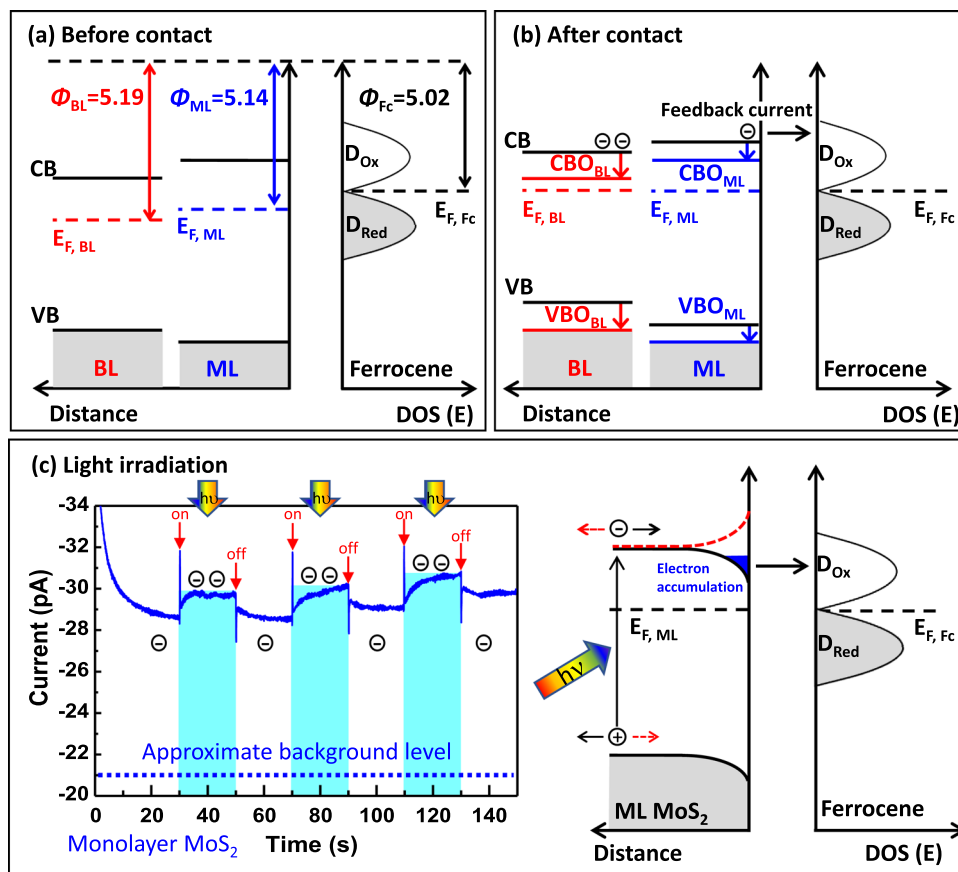 (a) Before contact
Φ_BL=5.19
Φ_ML=5.14
Φ_Fc=5.02
CB
D_Ox
E_F, BL
E_F, ML
E_F, Fc
D_Red
VB
BL
ML
Ferrocene
Distance
DOS (E)
(b) After contact
Feedback current
CB
CBO_BL
CBO_ML
D_Ox
E_F, BL
E_F, ML
E_F, Fc
D_Red
VB
VBO_BL
VBO_ML
BL
ML
Ferrocene
Distance
DOS (E)
(c) Light irradiation
hυ
hυ
hυ
on
off
on
off
on
off
-34
-32
-30
-28
-26
-24
-22
-20
Current (pA)
Approximate background level
0 20 40 60 80 100 120 140
Monolayer MoS₂
Time (s)
Electron
accumulation
D_Ox
E_F, ML
E_F, Fc
D_Red
hυ
ML MoS₂
Ferrocene
Distance
DOS (E)